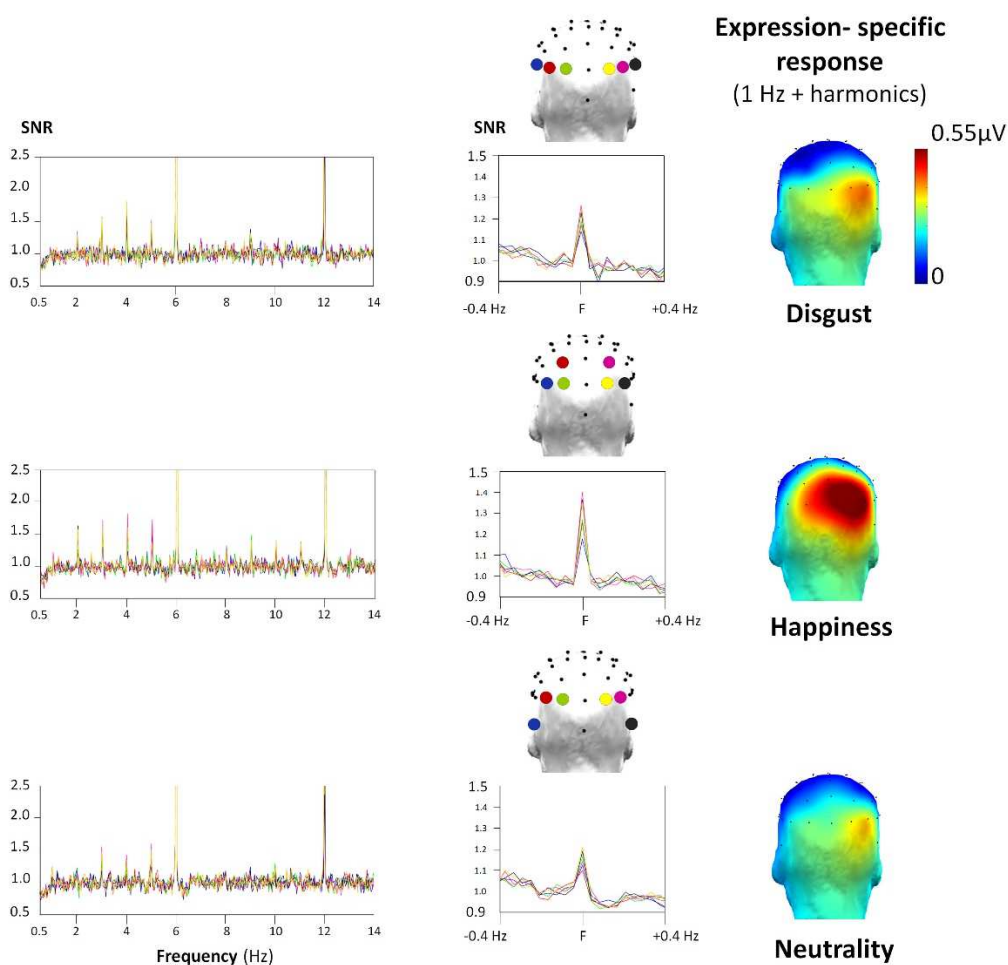 Expression- specific
response
(1 Hz + harmonics)
SNR
2.5
2.0
1.5
1.0
0.5
0.5 2 4 6 8 10 12 14
SNR
1.5
1.4
1.3
1.2
1.1
1.0
0.9
-0.4 Hz F +0.4 Hz
0.55µV
0
Disgust
2.5
2.0
1.5
1.0
0.5
0.5 2 4 6 8 10 12 14
1.5
1.4
1.3
1.2
1.1
1.0
0.9
-0.4 Hz F +0.4 Hz
Happiness
2.5
2.0
1.5
1.0
0.5
0.5 2 4 6 8 10 12 14
Frequency (Hz)
1.5
1.4
1.3
1.2
1.1
1.0
0.9
-0.4 Hz F +0.4 Hz
Neutrality